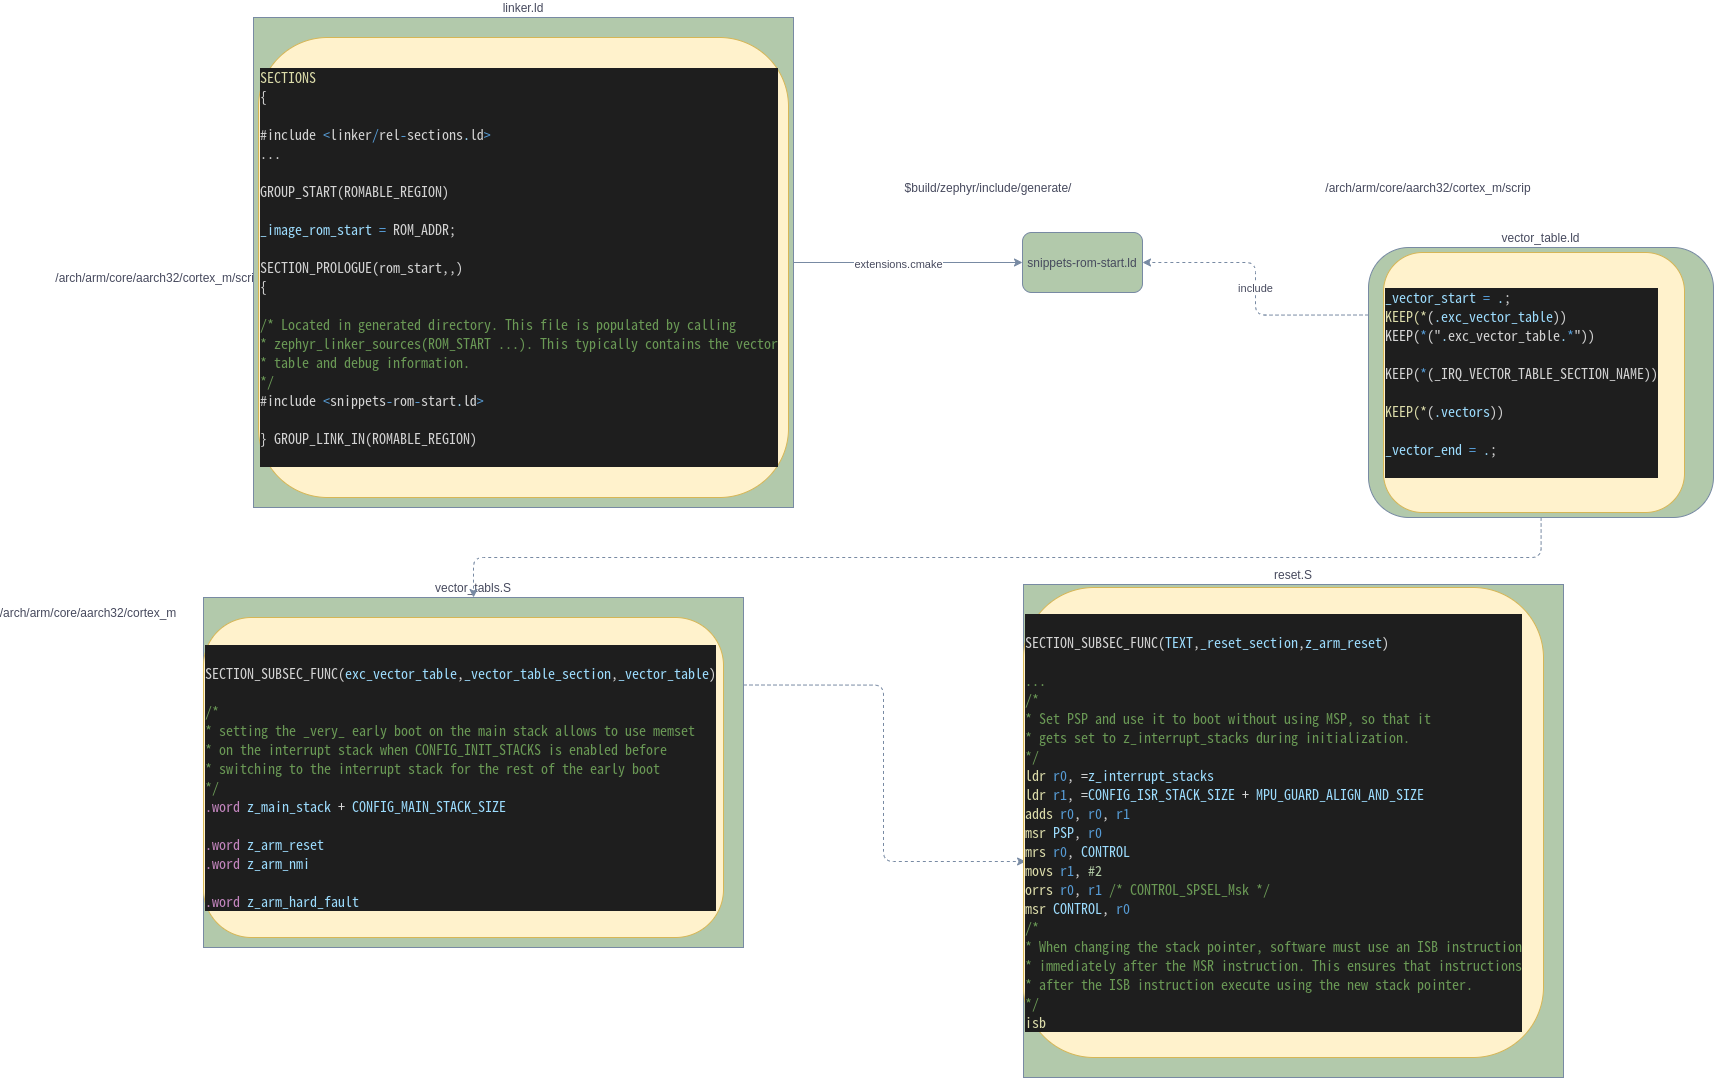 linker.ld
SECTIONS
{
#include <linker/rel-sections.ld>
...
GROUP_START(ROMABLE_REGION)
_image_rom_start = ROM_ADDR;
SECTION_PROLOGUE(rom_start,,)
{
/* Located in generated directory. This file is populated by calling
* zephyr_linker_sources(ROM_START ...). This typically contains the vector
* table and debug information.
*/
#include <snippets-rom-start.ld>
} GROUP_LINK_IN(ROMABLE_REGION)
/arch/arm/core/aarch32/cortex_m/scri
extensions.cmake
$build/zephyr/include/generate/
snippets-rom-start.ld
include
/arch/arm/core/aarch32/cortex_m/scrip
vector_table.ld
_vector_start = .;
KEEP(*(.exc_vector_table))
KEEP(*(".exc_vector_table.*"))
KEEP(*(_IRQ_VECTOR_TABLE_SECTION_NAME))
KEEP(*(.vectors))
_vector_end = .;
vector_tabls.S
/arch/arm/core/aarch32/cortex_m
SECTION_SUBSEC_FUNC(exc_vector_table,_vector_table_section,_vector_table)
/*
* setting the _very_ early boot on the main stack allows to use memset
* on the interrupt stack when CONFIG_INIT_STACKS is enabled before
* switching to the interrupt stack for the rest of the early boot
*/
.word z_main_stack + CONFIG_MAIN_STACK_SIZE
.word z_arm_reset
.word z_arm_nmi
.word z_arm_hard_fault
reset.S
SECTION_SUBSEC_FUNC(TEXT,_reset_section,z_arm_reset)
...
/*
* Set PSP and use it to boot without using MSP, so that it
* gets set to z_interrupt_stacks during initialization.
*/
ldr r0, =z_interrupt_stacks
ldr r1, =CONFIG_ISR_STACK_SIZE + MPU_GUARD_ALIGN_AND_SIZE
adds r0, r0, r1
msr PSP, r0
mrs r0, CONTROL
movs r1, #2
orrs r0, r1 /* CONTROL_SPSEL_Msk */
msr CONTROL, r0
/*
* When changing the stack pointer, software must use an ISB instruction
* immediately after the MSR instruction. This ensures that instructions
* after the ISB instruction execute using the new stack pointer.
*/
isb